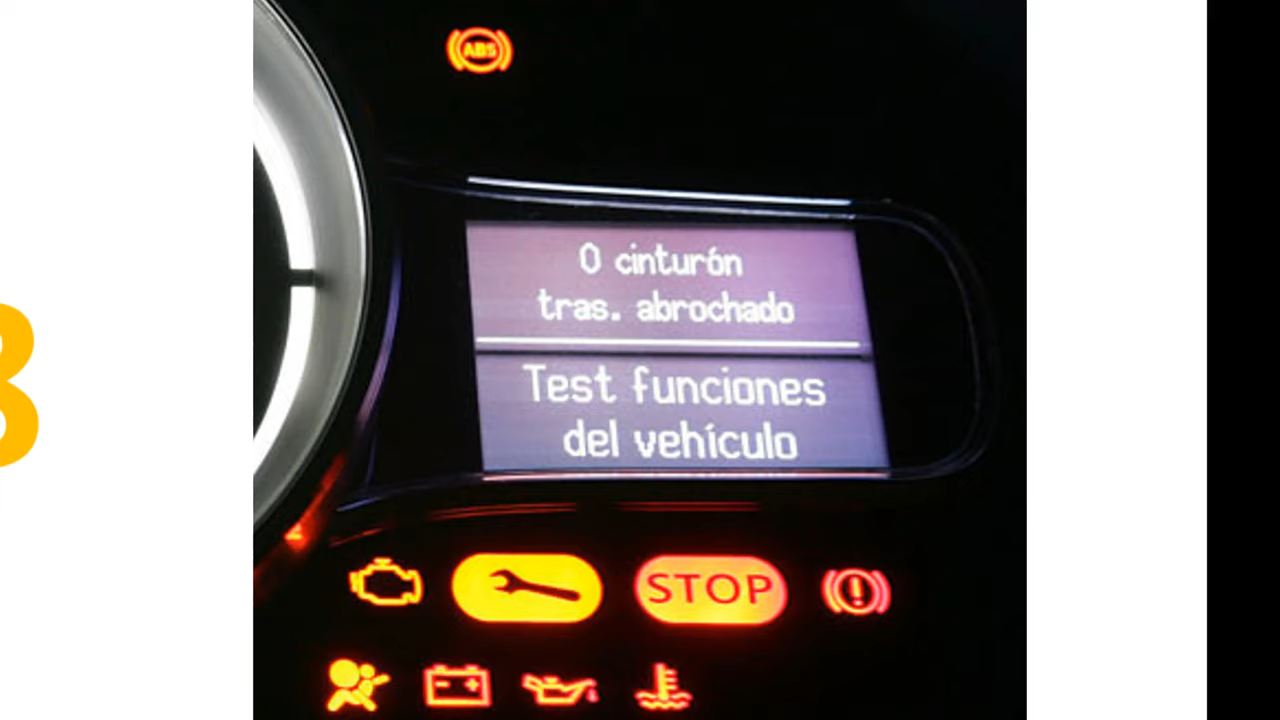 ABS
0 cinturón
tras. abrochado
Test funciones
del vehículo
STOP